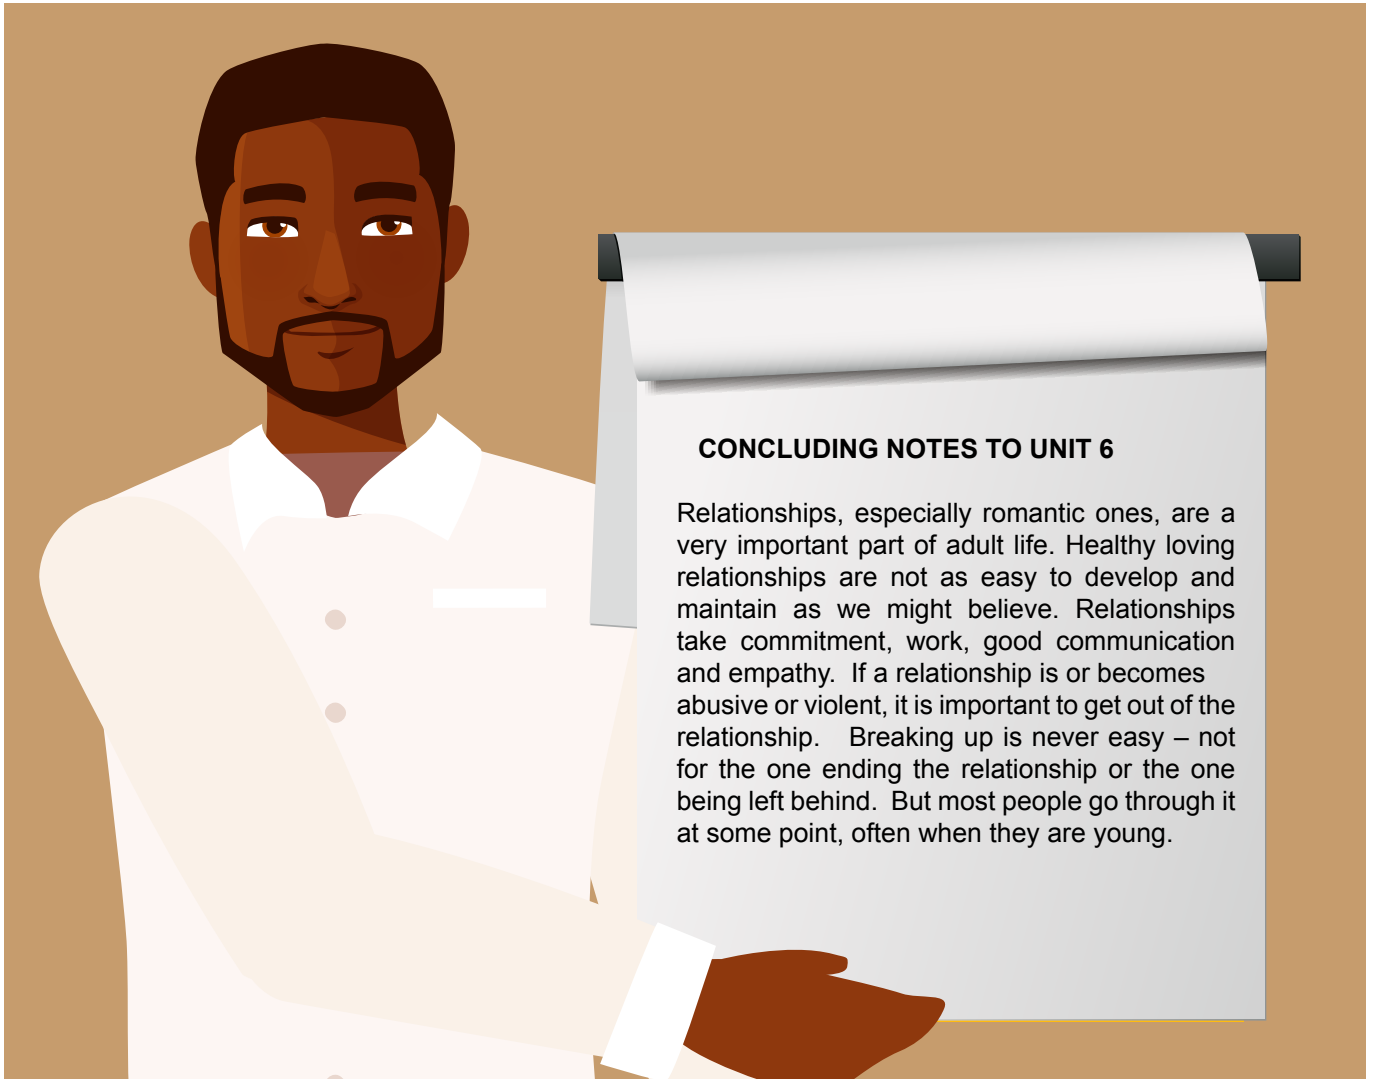 CONCLUDING NOTES TO UNIT 6
Relationships, especially romantic ones, are a
very important part of adult life. Healthy loving
relationships are not as easy to develop and
maintain as we might believe. Relationships
take commitment, work, good communication
and empathy.  If a relationship is or becomes
abusive or violent, it is important to get out of the
relationship.   Breaking up is never easy – not
for the one ending the relationship or the one
being left behind.  But most people go through it
at some point, often when they are young.